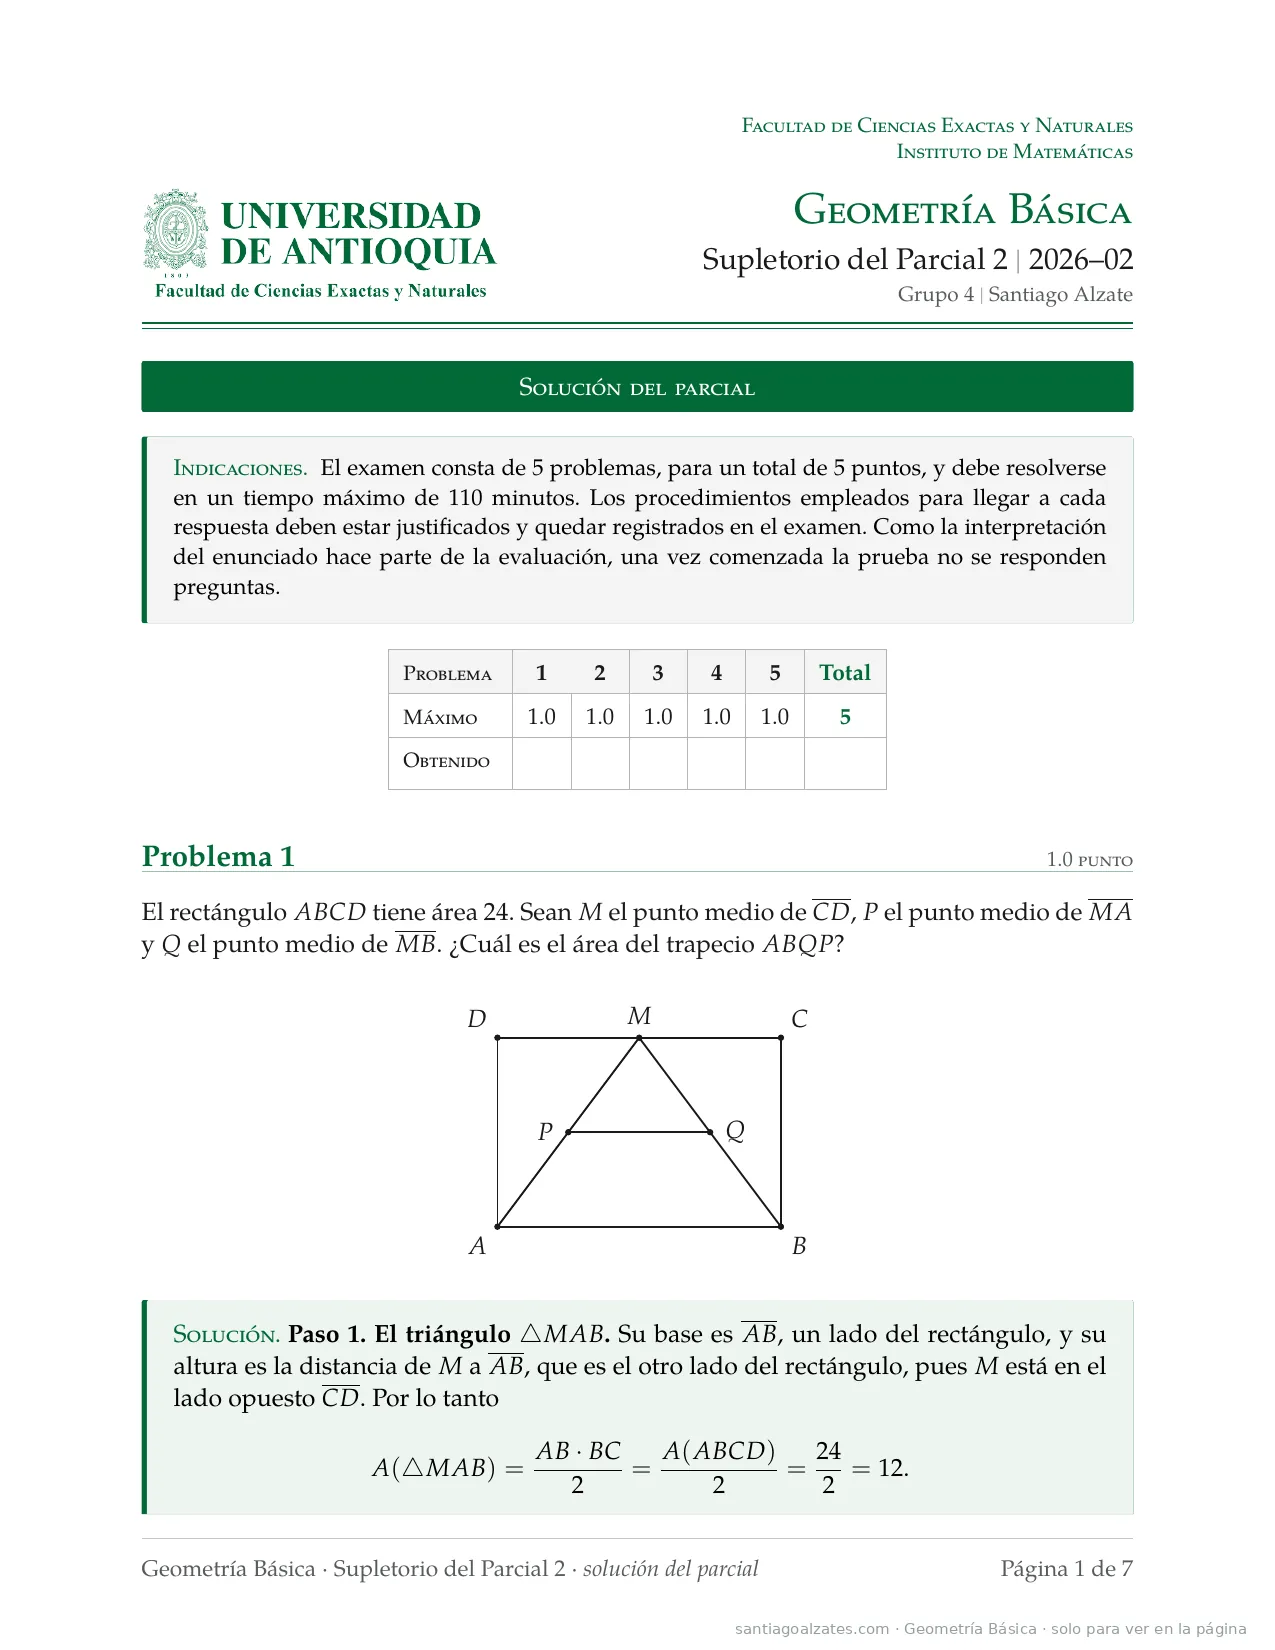 Facultad de Ciencias Exactas y Naturales
Instituto de Matemáticas
UNIVERSIDAD
DE ANTIOQUIA
1803
Facultad de Ciencias Exactas y Naturales
Geometría Básica
Supletorio del Parcial 2 | 2026–02
Grupo 4 | Santiago Alzate
Solución del parcial
Indicaciones. El examen consta de 5 problemas, para un total de 5 puntos, y debe resolverse
en un tiempo máximo de 110 minutos. Los procedimientos empleados para llegar a cada
respuesta deben estar justificados y quedar registrados en el examen. Como la interpretación
del enunciado hace parte de la evaluación, una vez comenzada la prueba no se responden
preguntas.
Problema 1 2 3 4 5 Total
Máximo 1.0 1.0 1.0 1.0 1.0 5
Obtenido
Problema 1 1.0 punto
El rectángulo ABCD tiene área 24. Sean M el punto medio de \overline{CD}, P el punto medio de \overline{MA}
y Q el punto medio de \overline{MB}. ¿Cuál es el área del trapecio ABQP?
D M C
P Q
A B
Solución. Paso 1. El triángulo △MAB. Su base es \overline{AB}, un lado del rectángulo, y su
altura es la distancia de M a \overline{AB}, que es el otro lado del rectángulo, pues M está en el
lado opuesto \overline{CD}. Por lo tanto
A(△MAB) = \frac{AB · BC}{2} = \frac{A(ABCD)}{2} = \frac{24}{2} = 12.
Geometría Básica · Supletorio del Parcial 2 · solución del parcial Página 1 de 7
santiagoalzates.com · Geometría Básica · solo para ver en la página